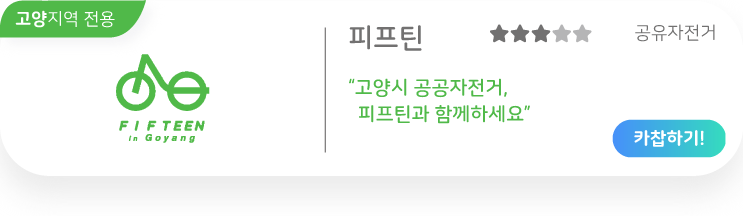 고양지역 전용
FIFTEEN
in Goyang
피프틴
공유자전거
“고양시 공공자전거,
피프틴과 함께하세요”
카찹하기!